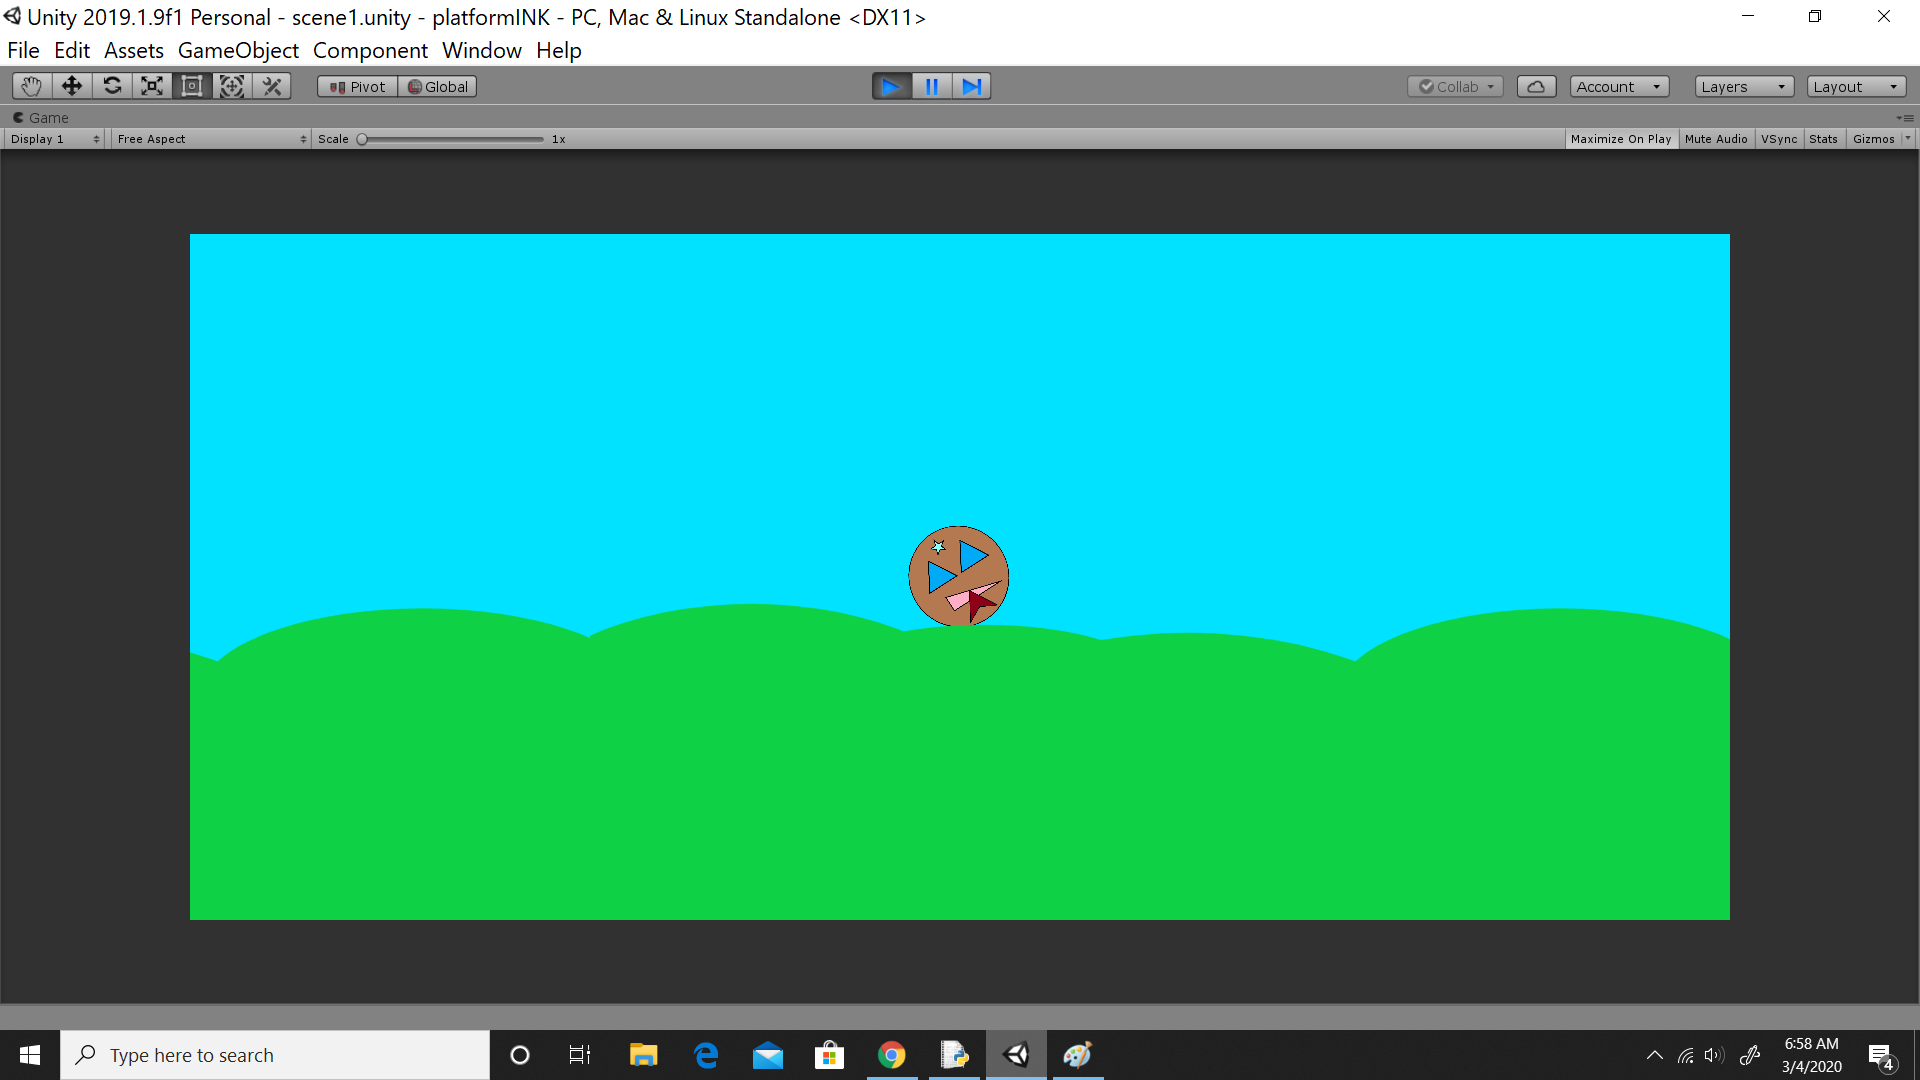 Unity 2019.1.9f1 Personal - scene1.unity - platformINK - PC, Mac & Linux Standalone <DX11>
File Edit Assets GameObject Component Window Help
Pivot Global Collab Account Layers Layout
Game
Display 1 Free Aspect Scale 1x Maximize On Play Mute Audio VSync Stats Gizmos
Type here to search
6:58 AM
3/4/2020
4